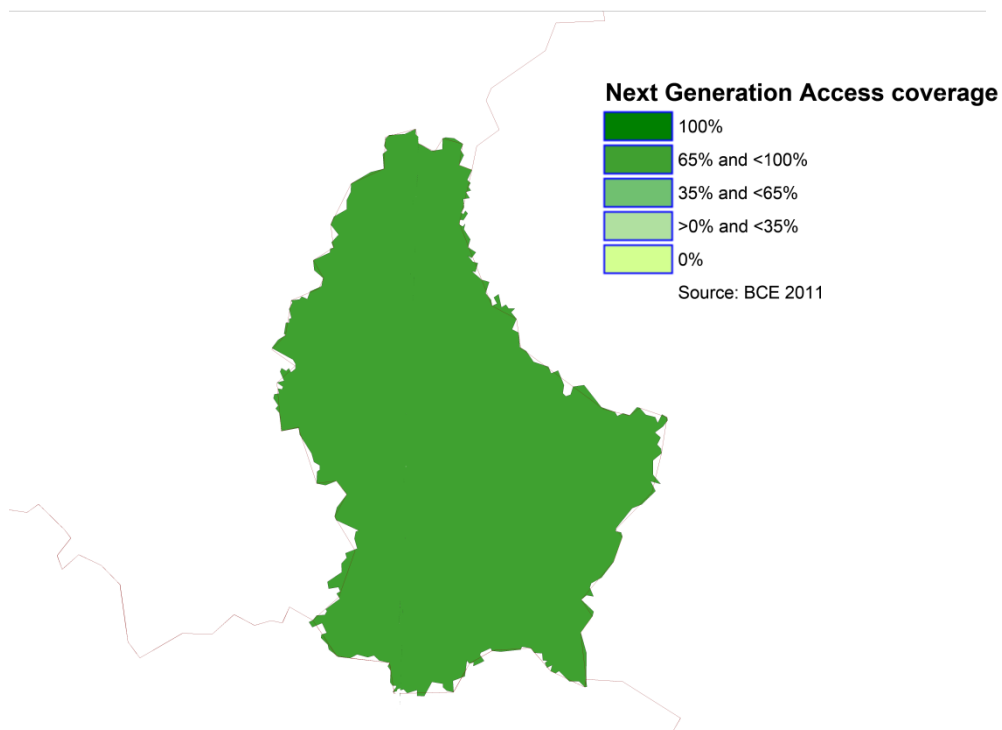 Next Generation Access coverage
100%
65% and <100%
35% and <65%
>0% and <35%
0%
Source: BCE 2011